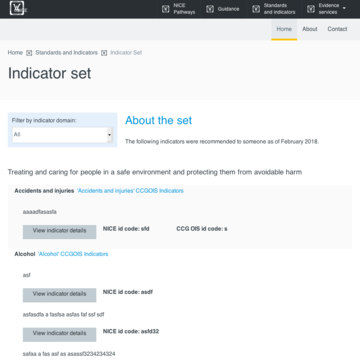 NICE Pathways
Guidance
Standards and indicators
Evidence services
Home
About
Contact
Home
Standards and Indicators
Indicator Set
Indicator set
Filter by indicator domain:
All
About the set
The following indicators were recommended to someone as of February 2018.
Treating and caring for people in a safe environment and protecting them from avoidable harm
Accidents and injuries 'Accidents and injuries' CCGOIS Indicators
aaaadfasasfa
View indicator details
NICE id code: sfd
CCG OIS id code: s
Alcohol 'Alcohol' CCGOIS Indicators
asf
View indicator details
NICE id code: asdf
asfasdfs a fasfsa asfas faf ssf sdf
View indicator details
NICE id code: asfd32
safaa a fas asf as asassf3234234324